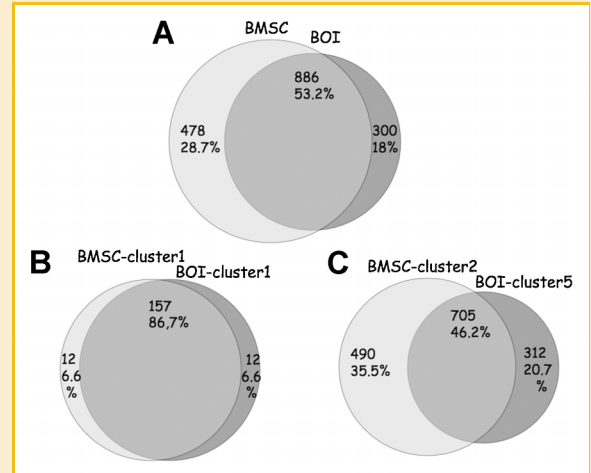 A
BMSC
BOI
886
53.2%
478
28.7%
300
18%
B
BMSC-cluster1
BOI-cluster1
157
86,7%
12
6.6
%
12
6.6
%
C
BMSC-cluster2
BOI-cluster5
705
46.2%
490
35.5%
312
20.7
%